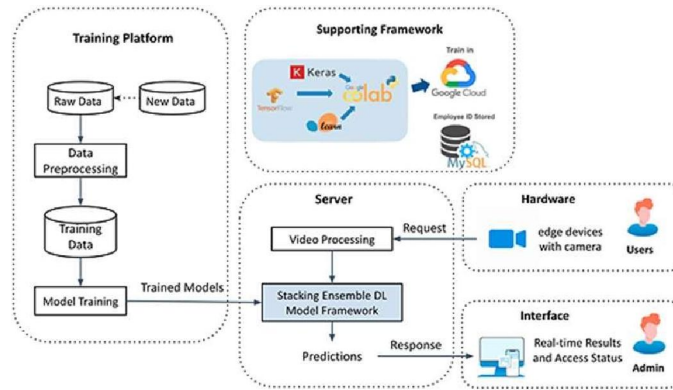 Training Platform
Raw Data
New Data
Data
Preprocessing
Training
Data
Model Training
Trained Models
Supporting Framework
K Keras
TensorFlow
Google
colab
learn
Train in
Google Cloud
Employee ID Stored
MySQL
Server
Video Processing
Stacking Ensemble DL
Model Framework
Predictions
Request
Response
Hardware
edge devices
with camera
Users
Interface
Real-time Results
and Access Status
Admin